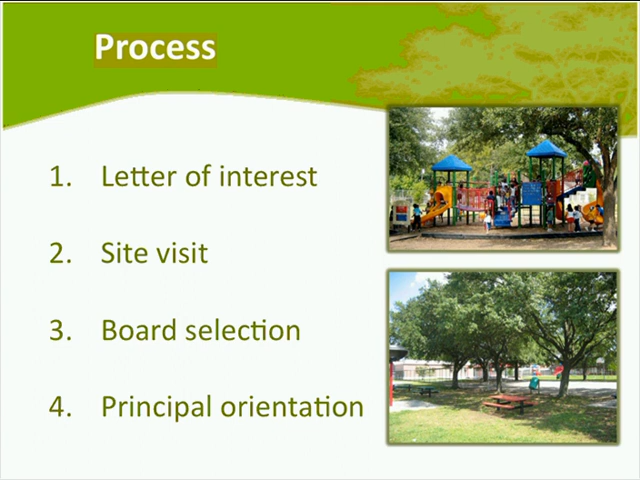 Process
1. Letter of interest
2. Site visit
3. Board selection
4. Principal orientation